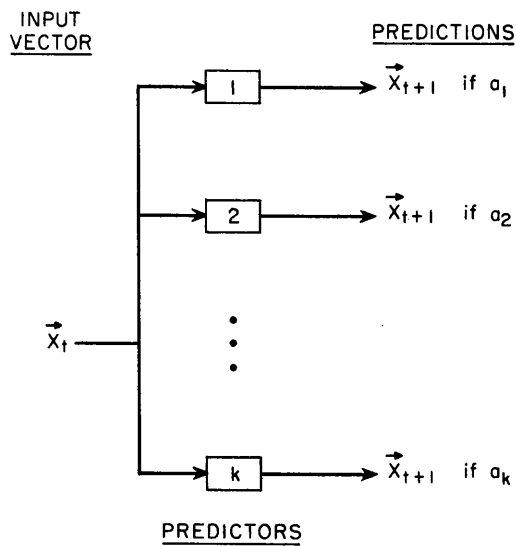 INPUT
VECTOR
PREDICTIONS
1
X⃗ₜ₊₁ if a₁
2
X⃗ₜ₊₁ if a₂
X⃗ₜ
k
X⃗ₜ₊₁ if aₖ
PREDICTORS